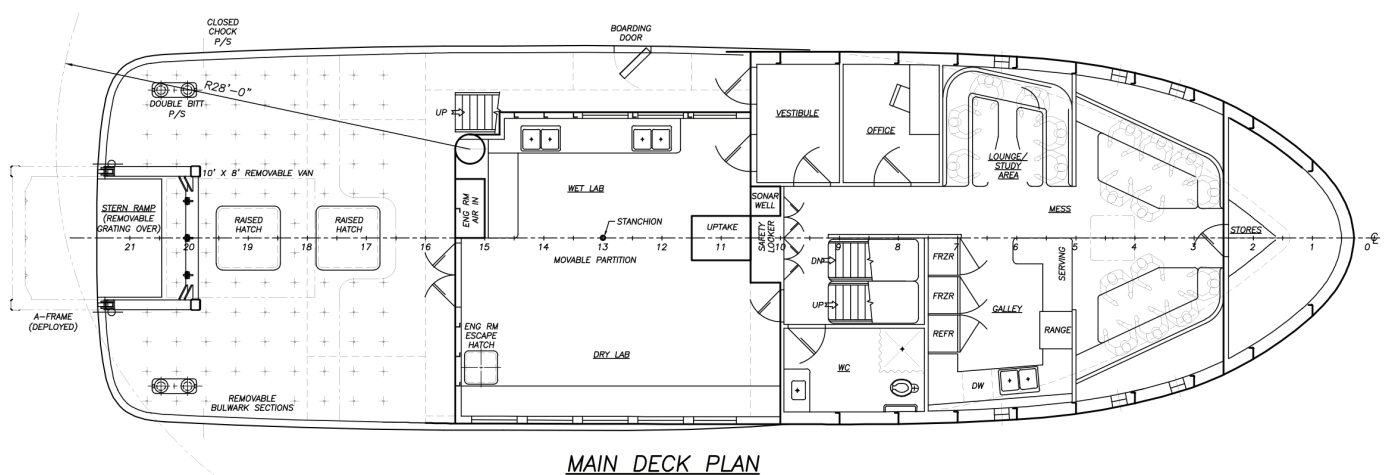 CLOSED
CHOCK
P/S
BOARDING
DOOR
R28'-0"
DOUBLE BITT
P/S
UP
VESTIBULE
OFFICE
LOUNGE/
STUDY
AREA
10' X 8' REMOVABLE VAN
STERN RAMP
(REMOVABLE
GRATING OVER)
RAISED
HATCH
RAISED
HATCH
ENG RM
AIR IN
WET LAB
STANCHION
MOVABLE PARTITION
SONAR
WELL
UPTAKE
SAFETY
LOCKER
MESS
STORES
21 20 19 18 17 16 15 14 13 12 11 10 9 8 7 6 5 4 3 2 1 0
CL
DN
UP
FRZR
FRZR
REFR
SERVING
GALLEY
RANGE
DW
A-FRAME
(DEPLOYED)
ENG RM
ESCAPE
HATCH
DRY LAB
WC
REMOVABLE
BULWARK SECTIONS
MAIN DECK PLAN